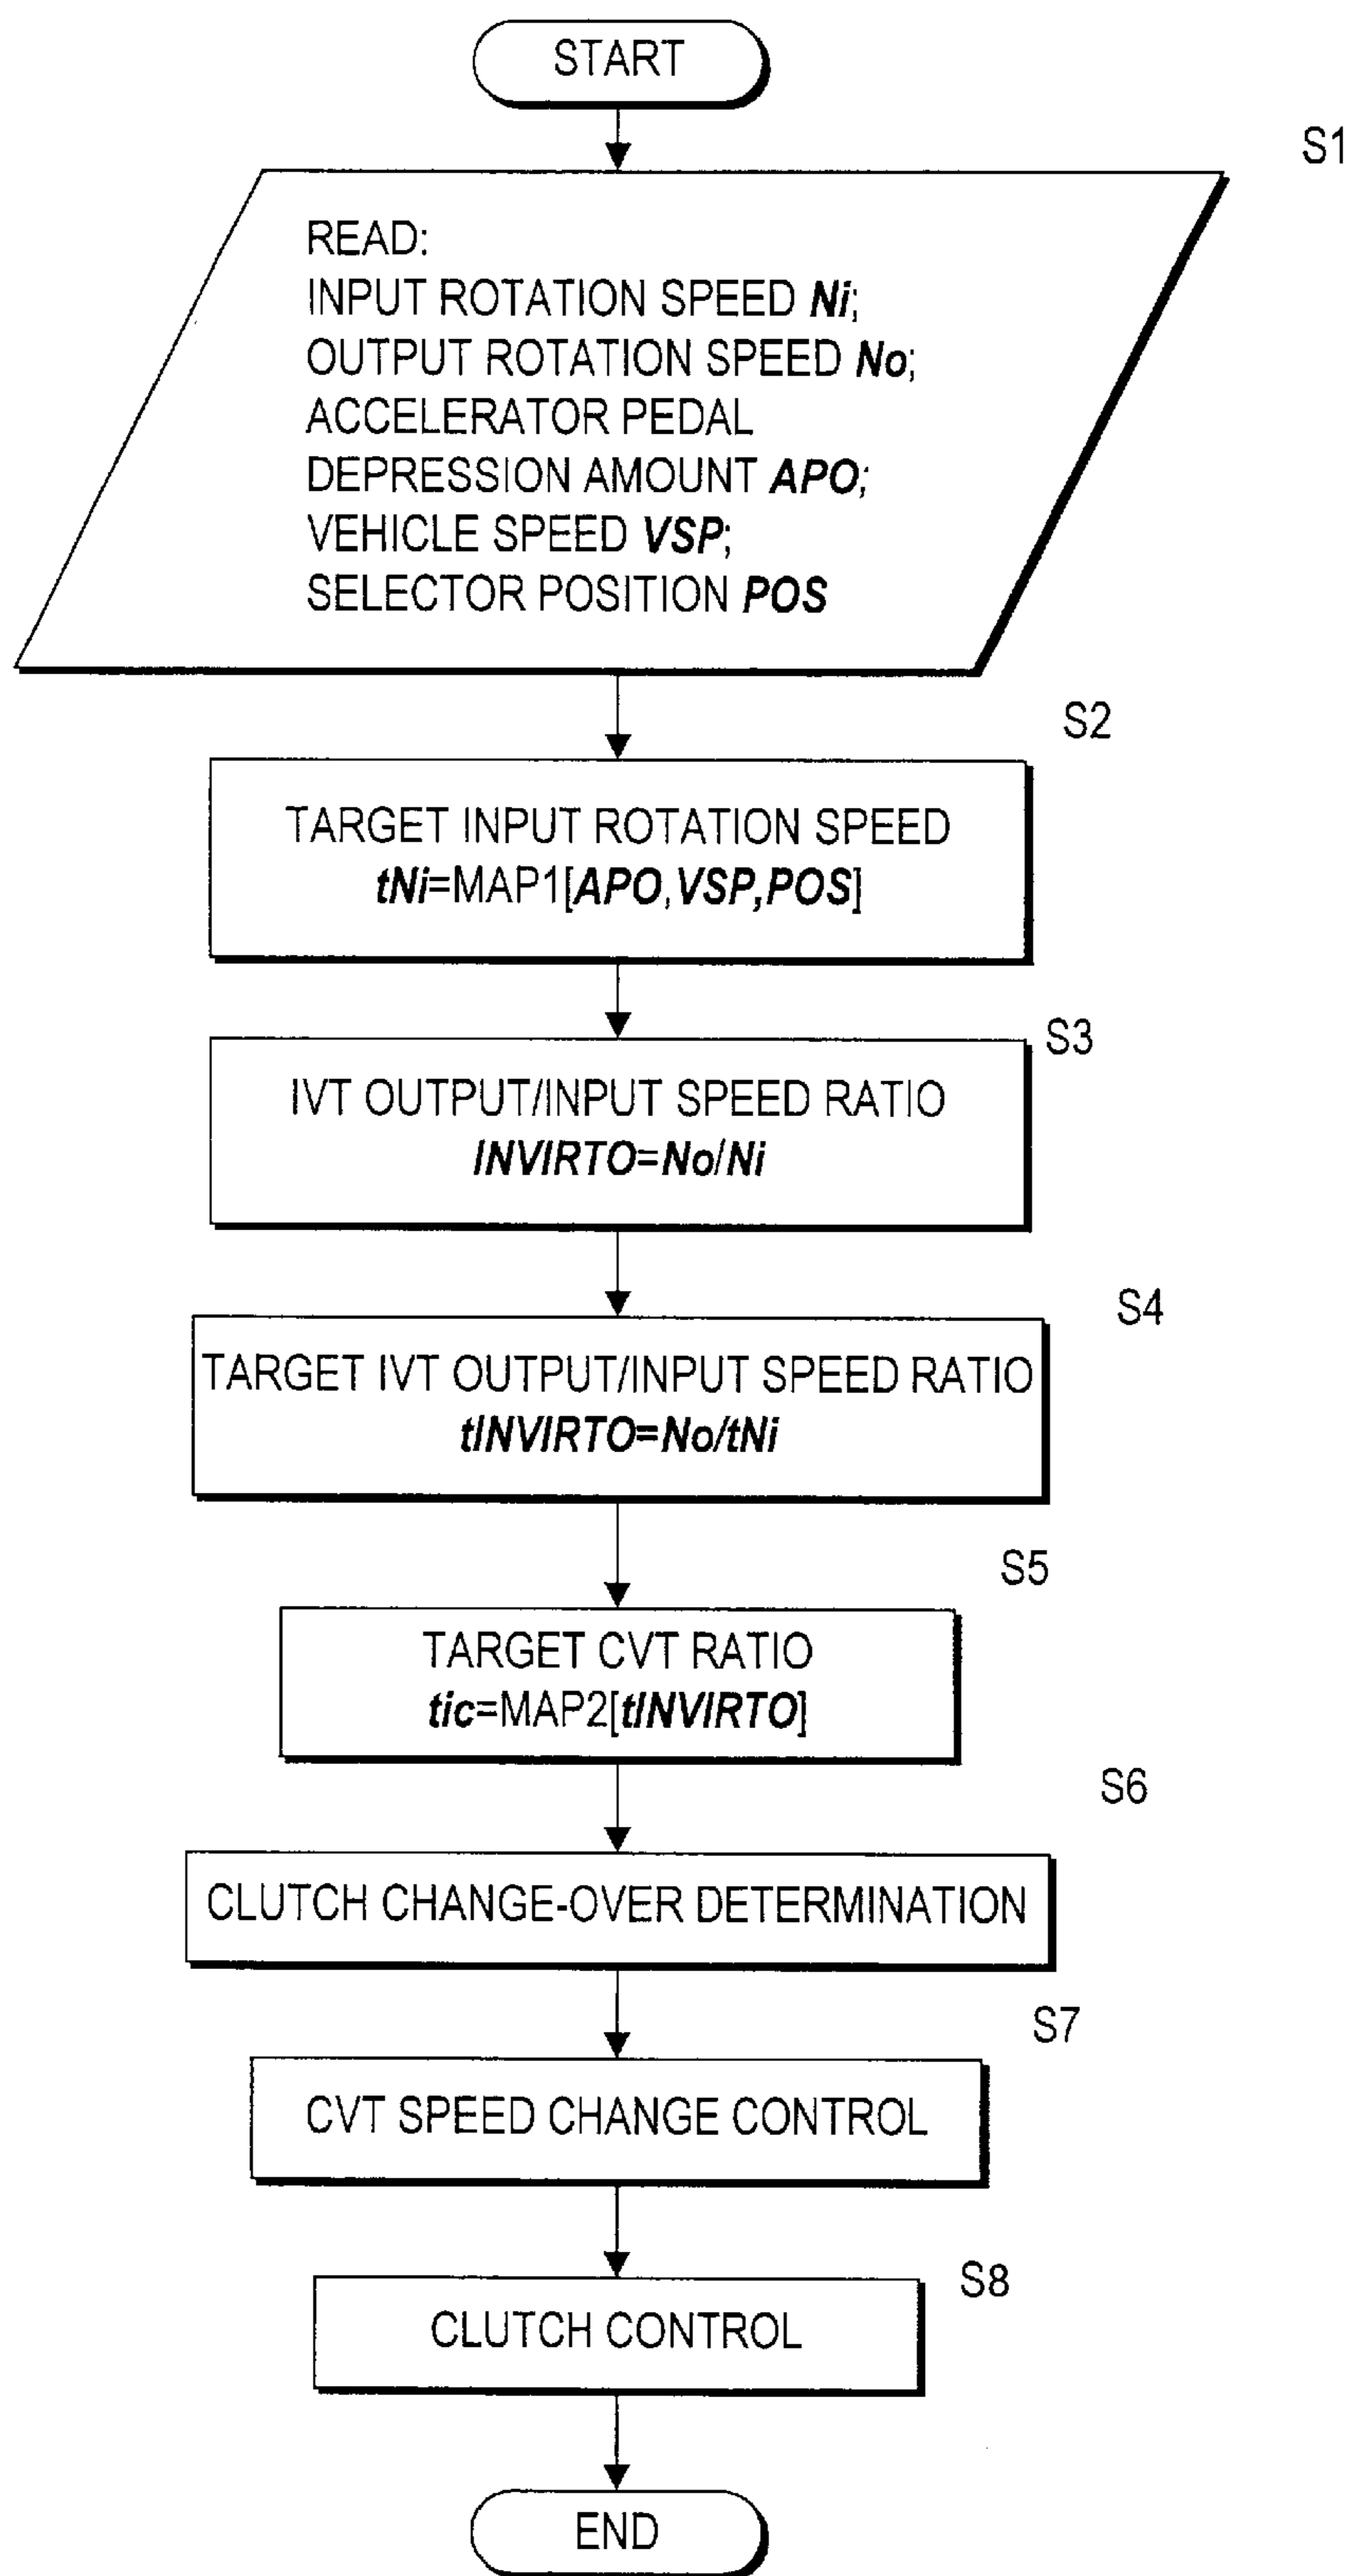 START
S1
READ:
INPUT ROTATION SPEED Ni;
OUTPUT ROTATION SPEED No;
ACCELERATOR PEDAL
DEPRESSION AMOUNT APO;
VEHICLE SPEED VSP;
SELECTOR POSITION POS
S2
TARGET INPUT ROTATION SPEED
tNi=MAP1[APO,VSP,POS]
S3
IVT OUTPUT/INPUT SPEED RATIO
INVIRTO=No/Ni
S4
TARGET IVT OUTPUT/INPUT SPEED RATIO
tINVIRTO=No/tNi
S5
TARGET CVT RATIO
tic=MAP2[tINVIRTO]
S6
CLUTCH CHANGE-OVER DETERMINATION
S7
CVT SPEED CHANGE CONTROL
S8
CLUTCH CONTROL
END